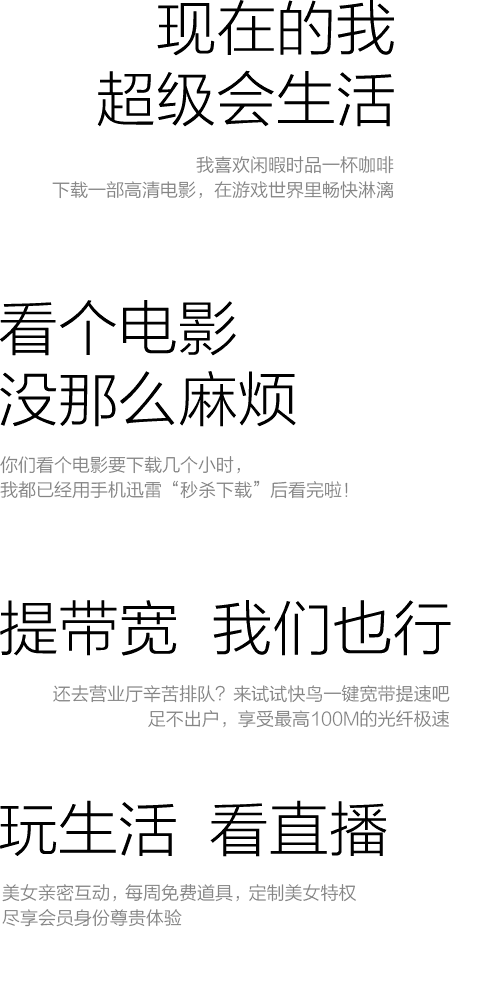 现在的我
超级会生活
我喜欢闲暇时品一杯咖啡
下载一部高清电影，在游戏世界里畅快淋漓
看个电影
没那么麻烦
你们看个电影要下载几个小时，
我都已经用手机迅雷“秒杀下载”后看完啦！
提带宽 我们也行
还去营业厅辛苦排队？来试试快鸟一键宽带提速吧
足不出户，享受最高100M的光纤极速
玩生活 看直播
美女亲密互动，每周免费道具，定制美女特权
尽享会员身份尊贵体验